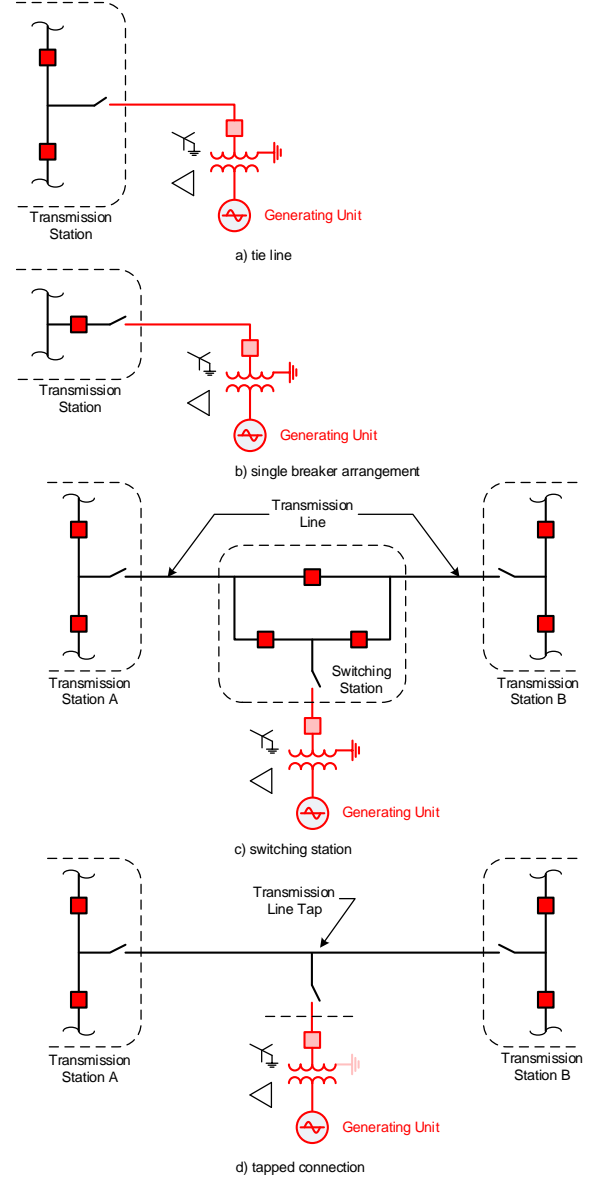 Transmission
Station
Generating Unit
a) tie line
Transmission
Station
Generating Unit
b) single breaker arrangement
Transmission
Line
Transmission
Station A
Switching
Station
Transmission
Station B
Generating Unit
c) switching station
Transmission
Line Tap
Transmission
Station A
Transmission
Station B
Generating Unit
d) tapped connection